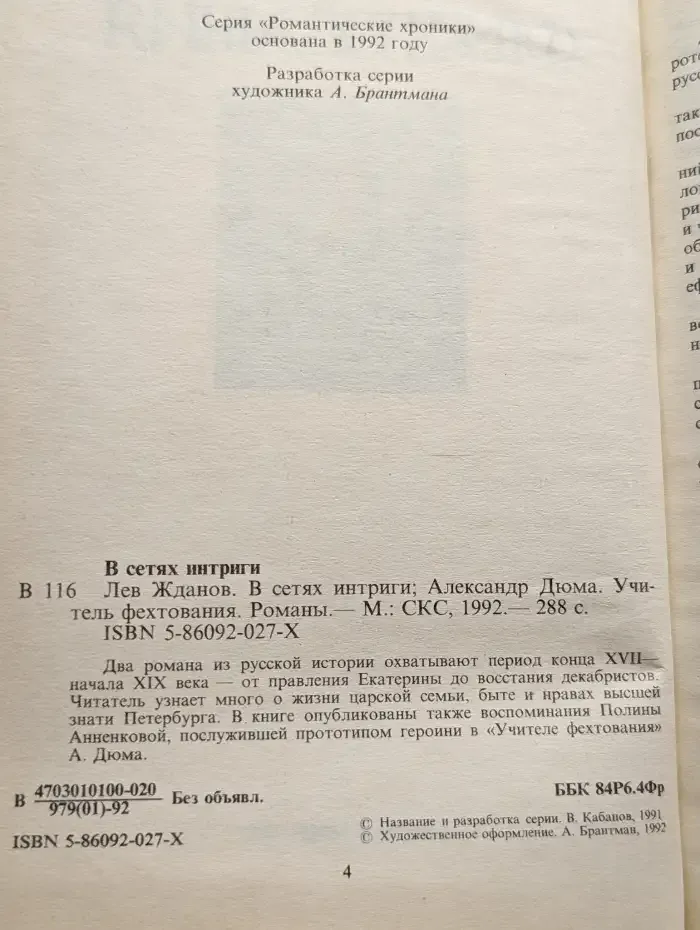 Серия «Романтические хроники»
основана в 1992 году
Разработка серии
художника А. Брантмана
В сетях интриги
В 116 Лев Жданов. В сетях интриги; Александр Дюма. Учи-
тель фехтования. Романы.— М.: СКС, 1992.— 288 с.
ISBN 5-86092-027-X
Два романа из русской истории охватывают период конца XVII—
начала XIX века — от правления Екатерины до восстания декабристов.
Читатель узнает много о жизни царской семьи, быте и нравах высшей
знати Петербурга. В книге опубликованы также воспоминания Полины
Анненковой, послужившей прототипом героини в «Учителе фехтования»
А. Дюма.
В 4703010100-020
979(01)-92 Без объявл.
ББК 84Р6.4Фр
ISBN 5-86092-027-X
© Название и разработка серии. В. Кабанов, 1991
© Художественное оформление. А. Брантман, 1992
4